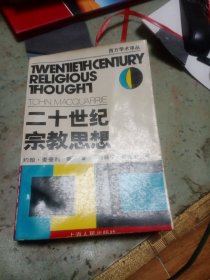 西方学术译丛
TWENTIETH CENTURY
RELIGIOUS
THOUGHT
JOHN MACQUARRIE
二十世纪
宗教思想
约翰·麦奎利
上海人民出版社